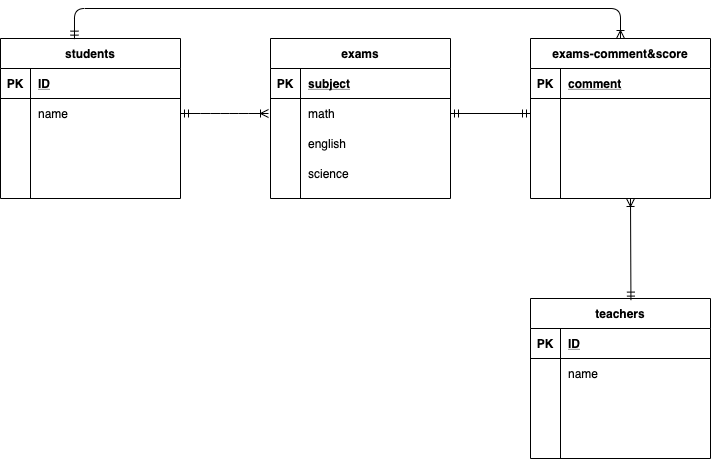 students
PK ID
name
exams
PK subject
math
english
science
exams-comment&score
PK comment
teachers
PK ID
name